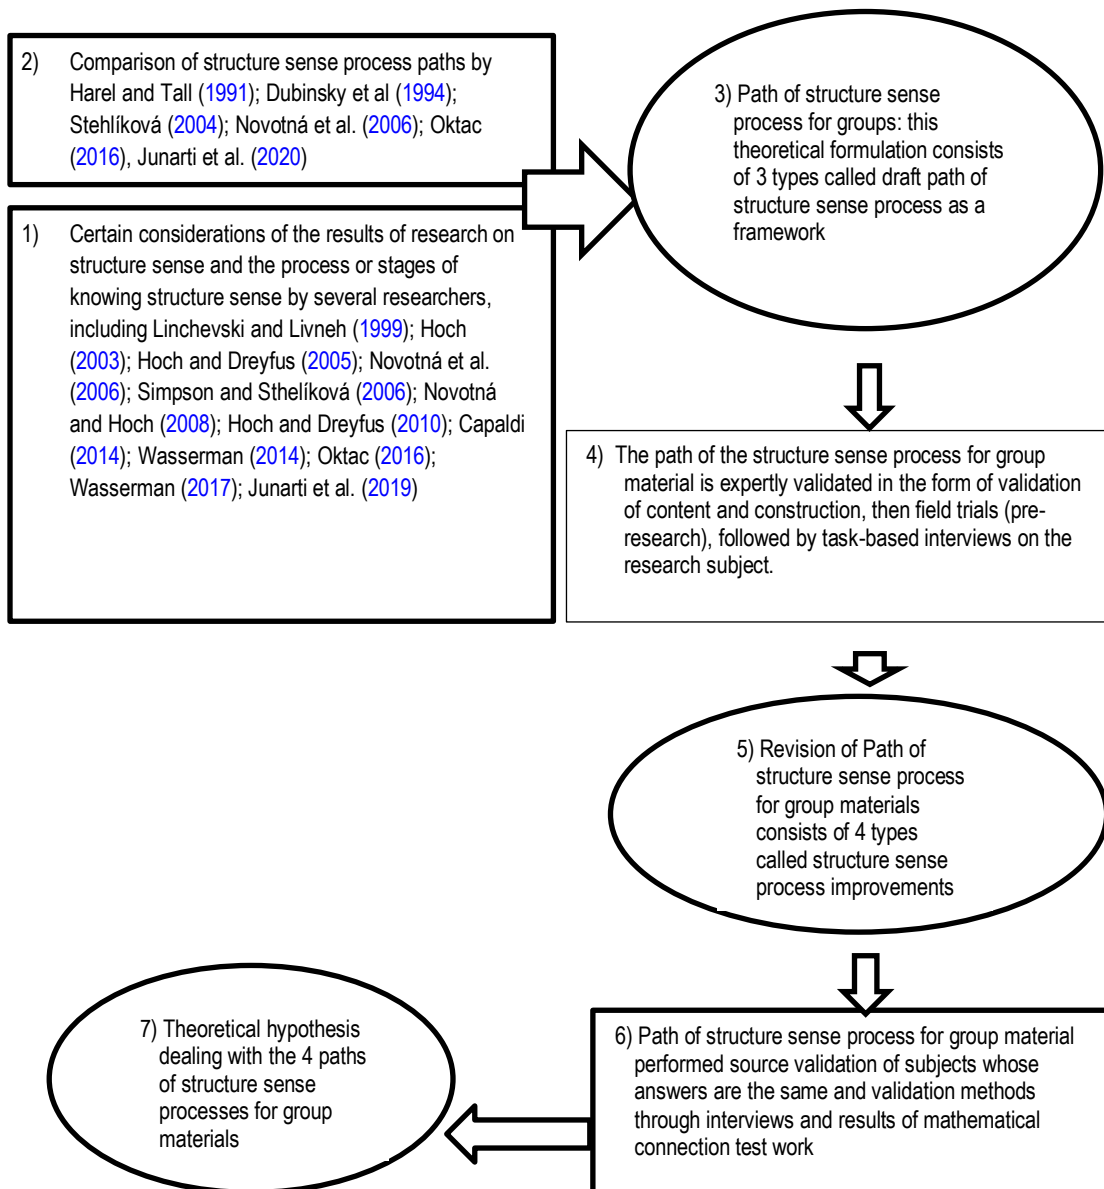 2) Comparison of structure sense process paths by
Harel and Tall (1991); Dubinsky et al (1994);
Stehlíková (2004); Novotná et al. (2006); Oktac
(2016), Junarti et al. (2020)
1) Certain considerations of the results of research on
structure sense and the process or stages of
knowing structure sense by several researchers,
including Linchevski and Livneh (1999); Hoch
(2003); Hoch and Dreyfus (2005); Novotná et al.
(2006); Simpson and Sthelíková (2006); Novotná
and Hoch (2008); Hoch and Dreyfus (2010); Capaldi
(2014); Wasserman (2014); Oktac (2016);
Wasserman (2017); Junarti et al. (2019)
3) Path of structure sense
process for groups: this
theoretical formulation consists
of 3 types called draft path of
structure sense process as a
framework
4) The path of the structure sense process for group
material is expertly validated in the form of validation
of content and construction, then field trials (pre-
research), followed by task-based interviews on the
research subject.
5) Revision of Path of
structure sense process
for group materials
consists of 4 types
called structure sense
process improvements
6) Path of structure sense process for group material
performed source validation of subjects whose
answers are the same and validation methods
through interviews and results of mathematical
connection test work
7) Theoretical hypothesis
dealing with the 4 paths
of structure sense
processes for group
materials